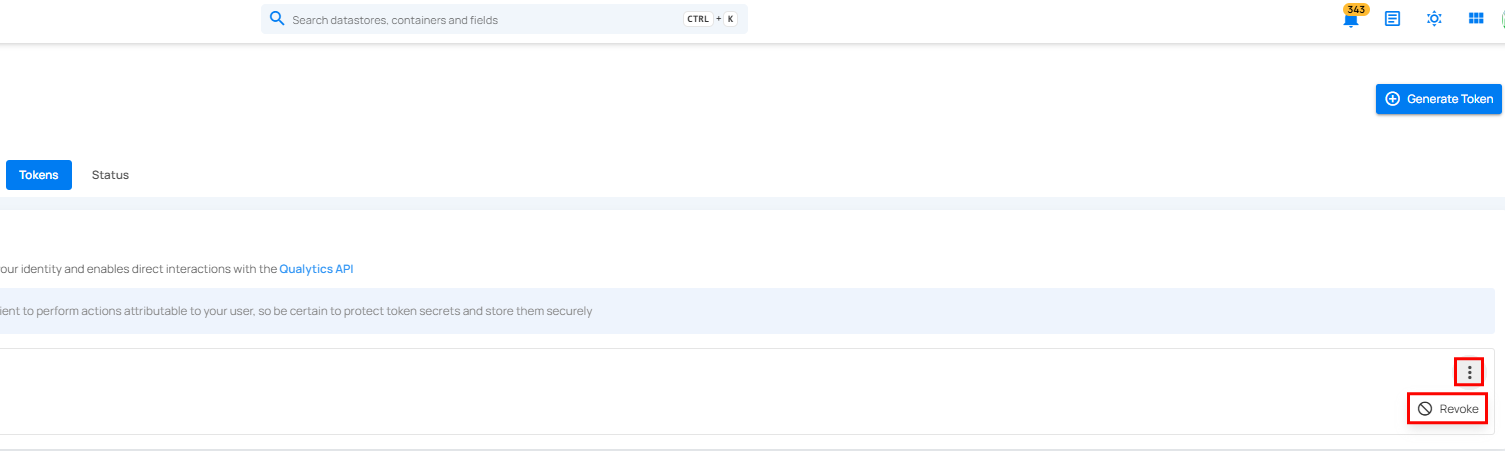 Search datastores, containers and fields CTRL + K 343
Generate Token
Tokens Status
our identity and enables direct interactions with the Qualytics API
ient to perform actions attributable to your user, so be certain to protect token secrets and store them securely
Revoke